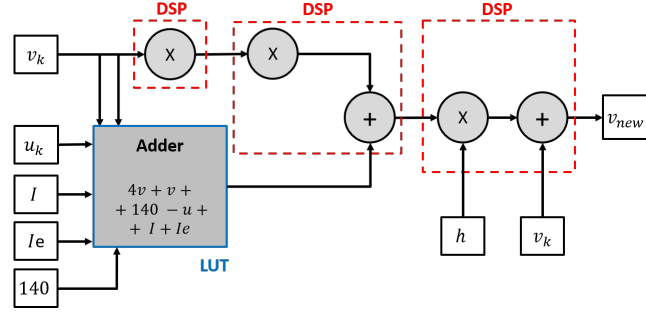 DSP
DSP
DSP
v_k
X
X
u_k
Adder
+
X
+
v_new
I
4v + v +
+ 140 − u +
+ I + Ie
Ie
h
v_k
LUT
140